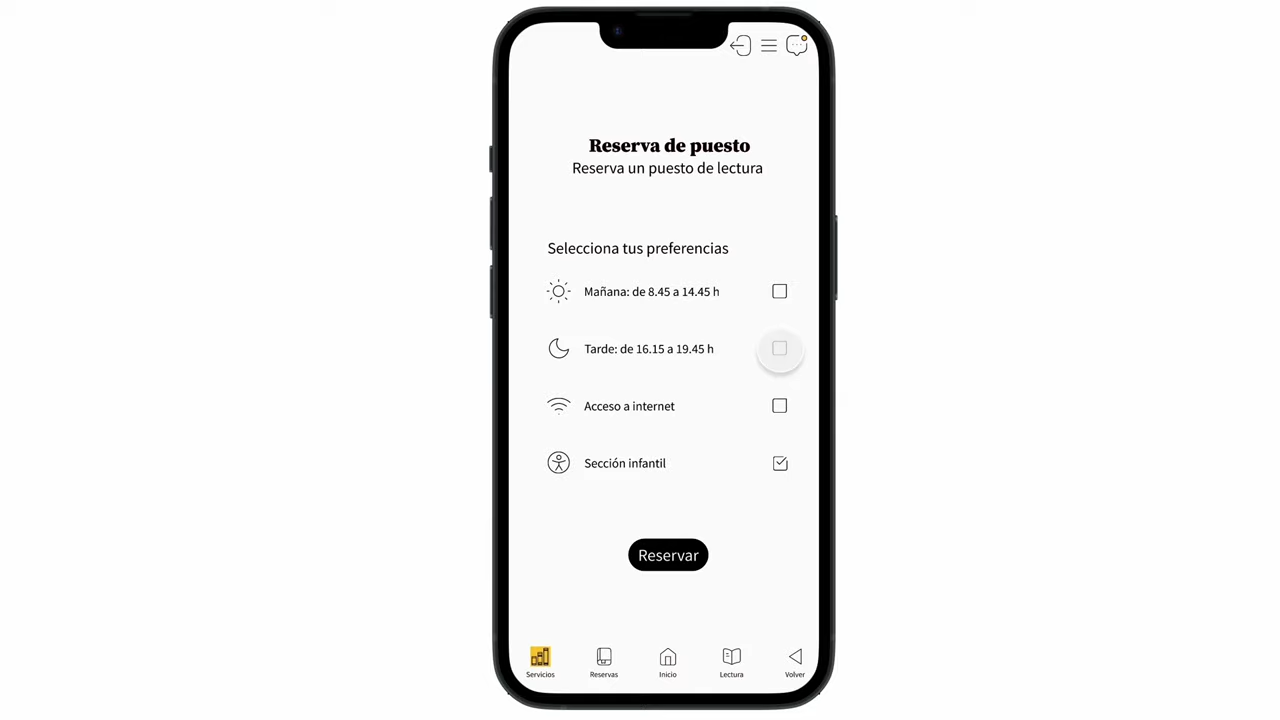 Reserva de puesto
Reserva un puesto de lectura
Selecciona tus preferencias
Mañana: de 8.45 a 14.45 h
Tarde: de 16.15 a 19.45 h
Acceso a internet
Sección infantil
Reservar
Servicios Reservas Inicio Lectura Volver